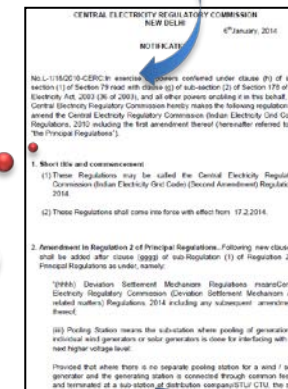 CENTRAL ELECTRICITY REGULATORY COMMISSION
NEW DELHI
6th January, 2014
NOTIFICATI
No.L-1/18/2010-CERC: In exercise powers conferred under clause (h) of
section (1) of Section 79 read with clause (g) of sub-section (2) of Section 178 of
Electricity Act, 2003 (36 of 2003), and all other powers enabling it in this behalf,
Central Electricity Regulatory Commission hereby makes the following regulation
amend the Central Electricity Regulatory Commission (Indian Electricity Grid Co
Regulations, 2010 including the first amendment thereof (hereinafter referred to
"the Principal Regulations").
1. Short title and commencement
(1) These Regulations may be called the Central Electricity Regulat
Commission (Indian Electricity Grid Code) (Second Amendment) Regulatio
2014.
(2) These Regulations shall come into force with effect from 17.2.2014.
2. Amendment in Regulation 2 of Principal Regulations.. Following new clause
shall be added after clause (gggg) of sub-Regulation (1) of Regulation 2
Principal Regulations as under, namely:
"(hhhh) Deviation Settlement Mechanism Regulations meansCen
Electricity Regulatory Commission (Deviation Settlement Mechanism a
related matters) Regulations, 2014 including any subsequent amendme
thereof;
(iiii) Pooling Station means the sub-station where pooling of generation
individual wind generators or solar generators is done for interfacing with
next higher voltage level:
Provided that where there is no separate pooling station for a wind / s
generator and the generating station is connected through common fee
and terminated at a sub-station of distribution company/STU/ CTU, the